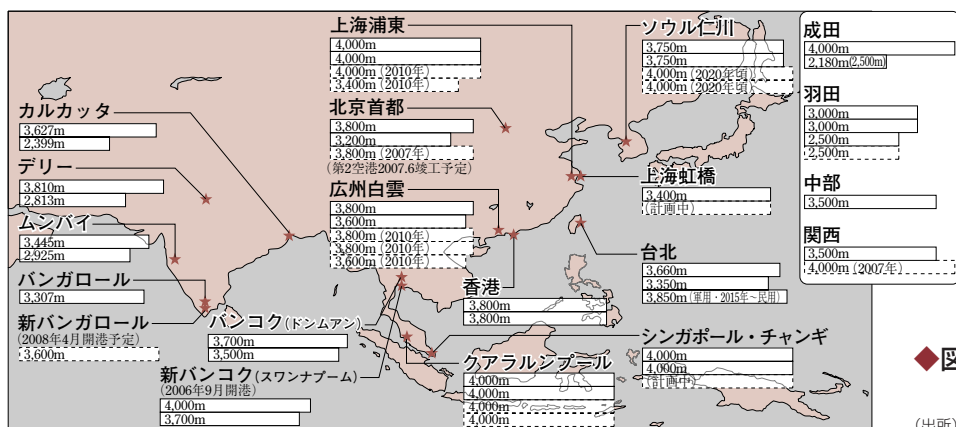 上海浦東
4,000m
4,000m
4,000m (2010年)
3,400m (2010年)
北京首都
3,800m
3,200m
3,800m (2007年)
(第2空港2007.6竣工予定)
広州白雲
3,800m
3,600m
3,800m (2010年)
3,800m (2010年)
3,600m (2010年)
カルカッタ
3,627m
2,399m
デリー
3,810m
2,813m
ムンバイ
3,445m
2,925m
バンガロール
3,307m
新バンガロール
(2008年4月開港予定)
3,600m
バンコク(ドンムアン)
3,700m
3,500m
新バンコク(スワンナプーム)
(2006年9月開港)
4,000m
3,700m
香港
3,800m
3,800m
クアラルンプール
4,000m
4,000m
4,000m
4,000m
ソウル仁川
3,750m
3,750m
4,000m (2020年頃)
4,000m (2020年頃)
上海虹橋
3,400m
(計画中)
台北
3,660m
3,350m
3,850m (軍用・2015年~民用)
シンガポール・チャンギ
4,000m
4,000m
(計画中)
成田
4,000m
2,180m(2,500m)
羽田
3,000m
3,000m
2,500m
2,500m
中部
3,500m
関西
3,500m
4,000m (2007年)
◆図
(出所)